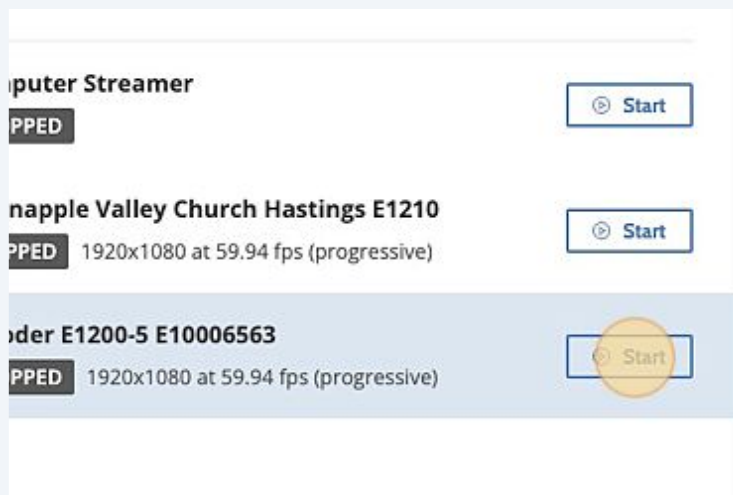 puter Streamer
PPED
Start
napple Valley Church Hastings E1210
PPED 1920x1080 at 59.94 fps (progressive)
Start
oder E1200-5 E10006563
PPED 1920x1080 at 59.94 fps (progressive)
Start